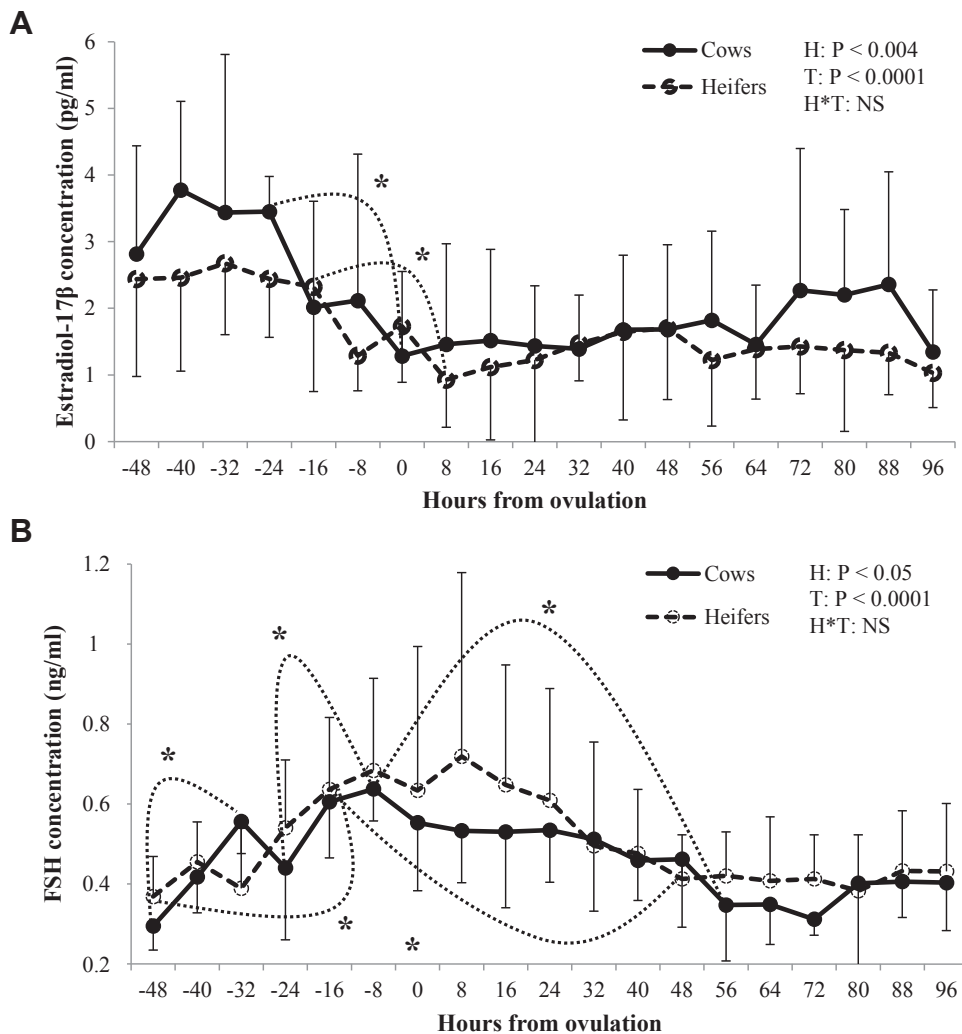 A
Estradiol-17β concentration (pg/ml)
6
5
4
3
2
1
0
Cows
Heifers
H: P < 0.004
T: P < 0.0001
H*T: NS
*
*
-48 -40 -32 -24 -16 -8 0 8 16 24 32 40 48 56 64 72 80 88 96
Hours from ovulation
B
FSH concentration (ng/ml)
1.2
1
0.8
0.6
0.4
0.2
Cows
Heifers
H: P < 0.05
T: P < 0.0001
H*T: NS
*
*
*
*
*
-48 -40 -32 -24 -16 -8 0 8 16 24 32 40 48 56 64 72 80 88 96
Hours from ovulation